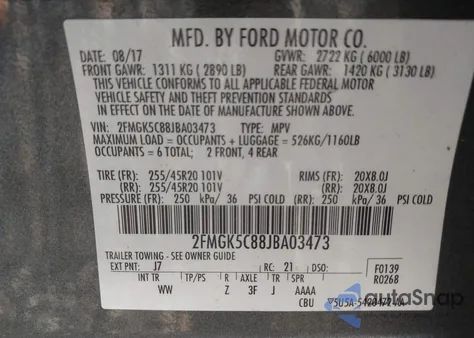 MFD. BY FORD MOTOR CO.
DATE: 08/17 GVWR: 2722 KG ( 6000 LB)
FRONT GAWR: 1311 KG ( 2890 LB) REAR GAWR: 1420 KG ( 3130 LB)
THIS VEHICLE CONFORMS TO ALL APPLICABLE FEDERAL MOTOR
VEHICLE SAFETY AND THEFT PREVENTION STANDARDS
IN EFFECT ON THE DATE OF MANUFACTURE SHOWN ABOVE.
VIN: 2FMGK5C88JBA03473 TYPE: MPV
MAXIMUM LOAD = OCCUPANTS + LUGGAGE = 526KG/1160LB
OCCUPANTS = 6 TOTAL; 2 FRONT, 4 REAR
TIRE (FR): 255/45R20 101V RIMS (FR): 20X8.0J
(RR): 255/45R20 101V (RR): 20X8.0J
PRESSURE (FR): 250 kPa/ 36 PSI COLD (RR): 250 kPa/ 36 PSI COLD
2FMGK5C88JBA03473
TRAILER TOWING - SEE OWNER GUIDE
EXT PNT: J7 RC: 21 DSO: F0139
INT TR TP/PS R AXLE TR SPR R0268
WW Z 3F J AAAA
CBU
autoSnap